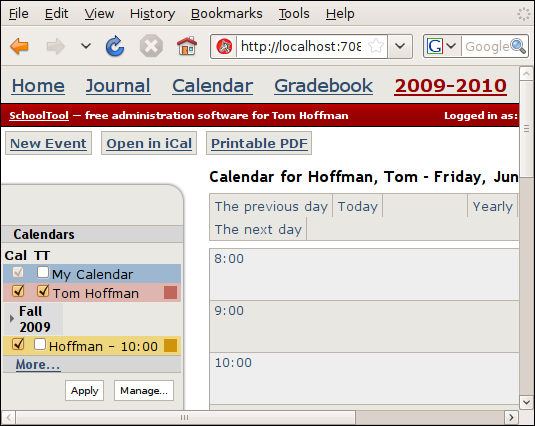 File Edit View History Bookmarks Tools Help
http://localhost:708 Google
Home Journal Calendar Gradebook 2009-2010
SchoolTool — free administration software for Tom Hoffman Logged in as:
New Event Open in iCal Printable PDF
Calendar for Hoffman, Tom - Friday, Jun
The previous day Today Yearly
The next day
Calendars
Cal TT
My Calendar
Tom Hoffman
Fall
2009
Hoffman - 10:00
More...
Apply Manage...
8:00
9:00
10:00